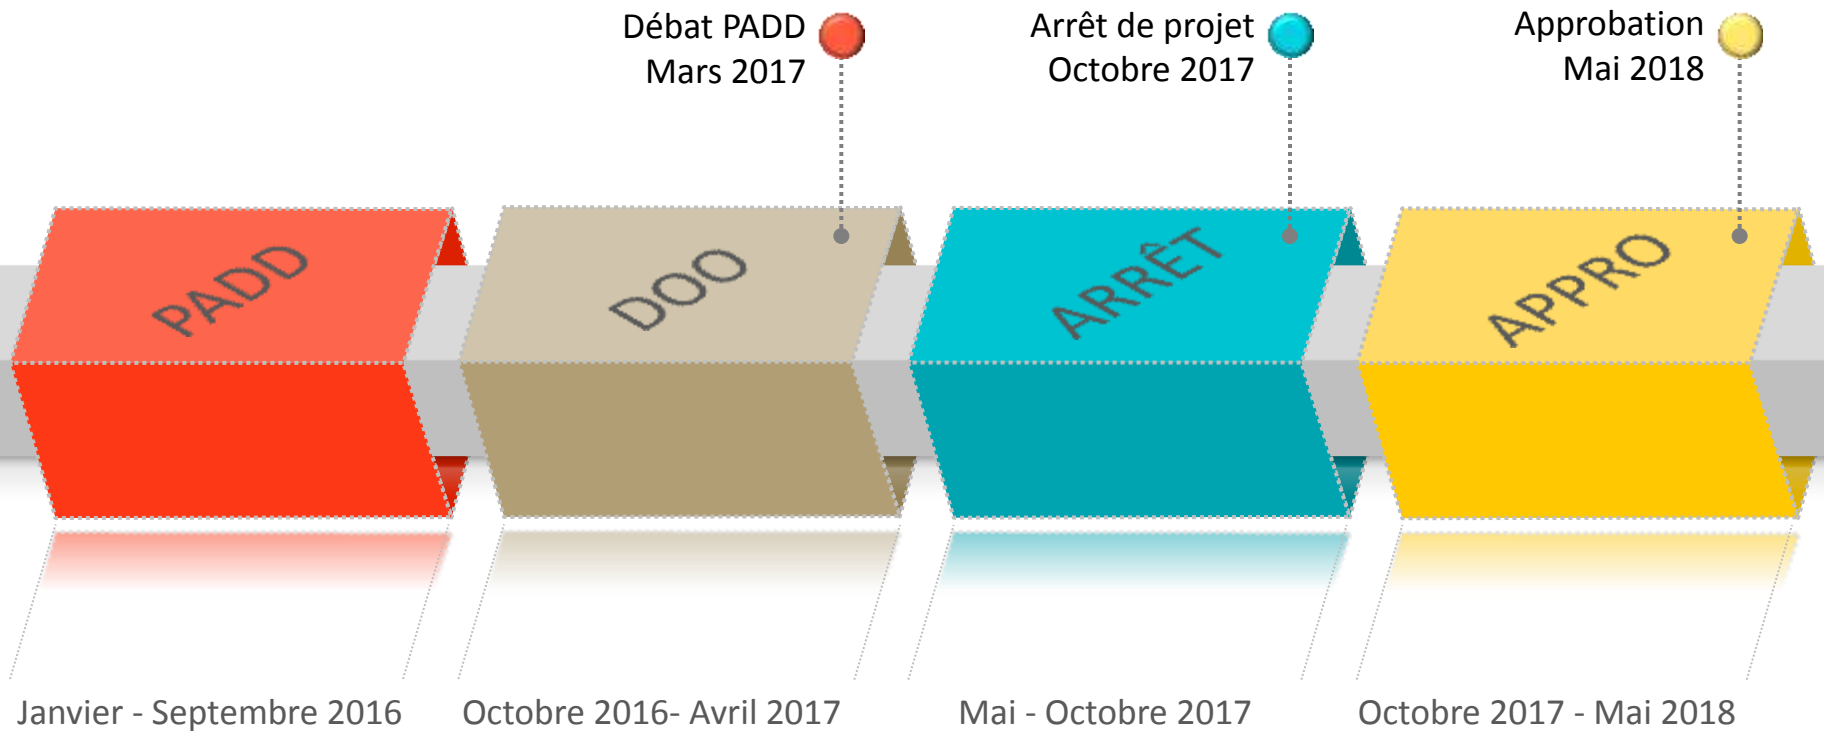 Débat PADD
Mars 2017
Arrêt de projet
Octobre 2017
Approbation
Mai 2018
PADD
DOO
ARRÊT
APPRO
Janvier - Septembre 2016
Octobre 2016- Avril 2017
Mai - Octobre 2017
Octobre 2017 - Mai 2018